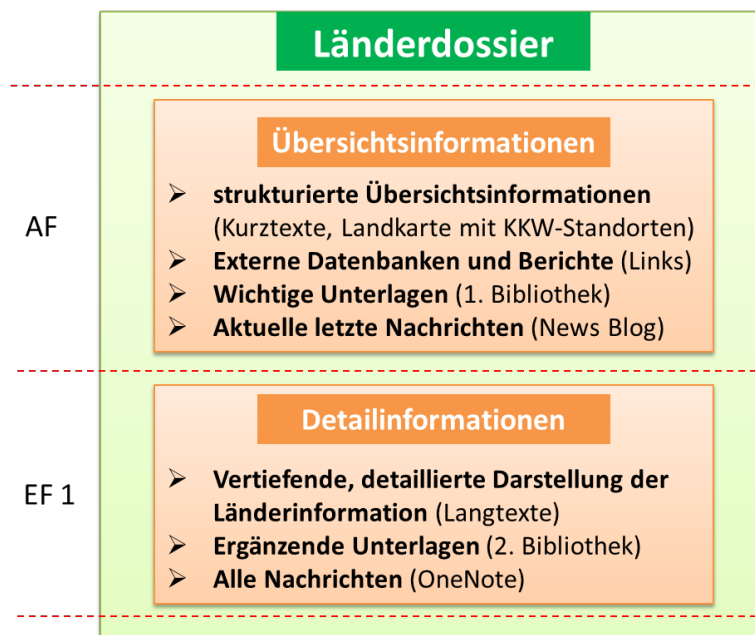 Länderdossier
Übersichtsinformationen
AF
➢ strukturierte Übersichtsinformationen
(Kurztexte, Landkarte mit KKW-Standorten)
➢ Externe Datenbanken und Berichte (Links)
➢ Wichtige Unterlagen (1. Bibliothek)
➢ Aktuelle letzte Nachrichten (News Blog)
Detailinformationen
EF 1
➢ Vertiefende, detaillierte Darstellung der
Länderinformation (Langtexte)
➢ Ergänzende Unterlagen (2. Bibliothek)
➢ Alle Nachrichten (OneNote)